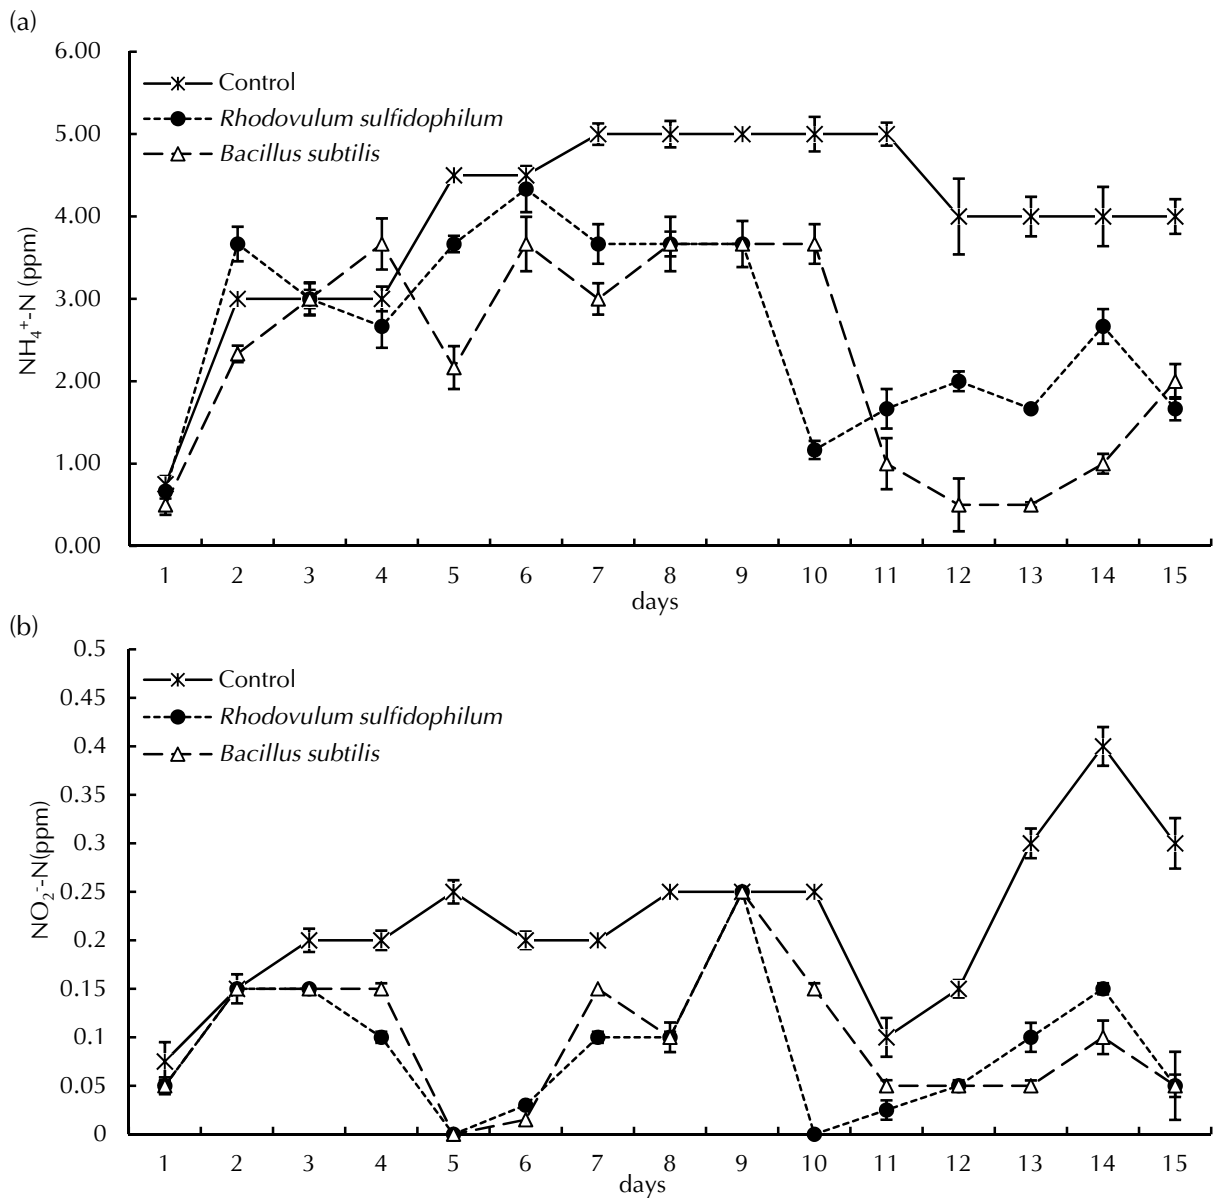 (a)
6.00
5.00
4.00
3.00
2.00
1.00
0.00
NH₄⁺-N (ppm)
Control
Rhodovulum sulfidophilum
Bacillus subtilis
1 2 3 4 5 6 7 8 9 10 11 12 13 14 15
days
(b)
0.5
0.45
0.4
0.35
0.3
0.25
0.2
0.15
0.1
0.05
0
NO₂⁻-N(ppm)
Control
Rhodovulum sulfidophilum
Bacillus subtilis
1 2 3 4 5 6 7 8 9 10 11 12 13 14 15
days